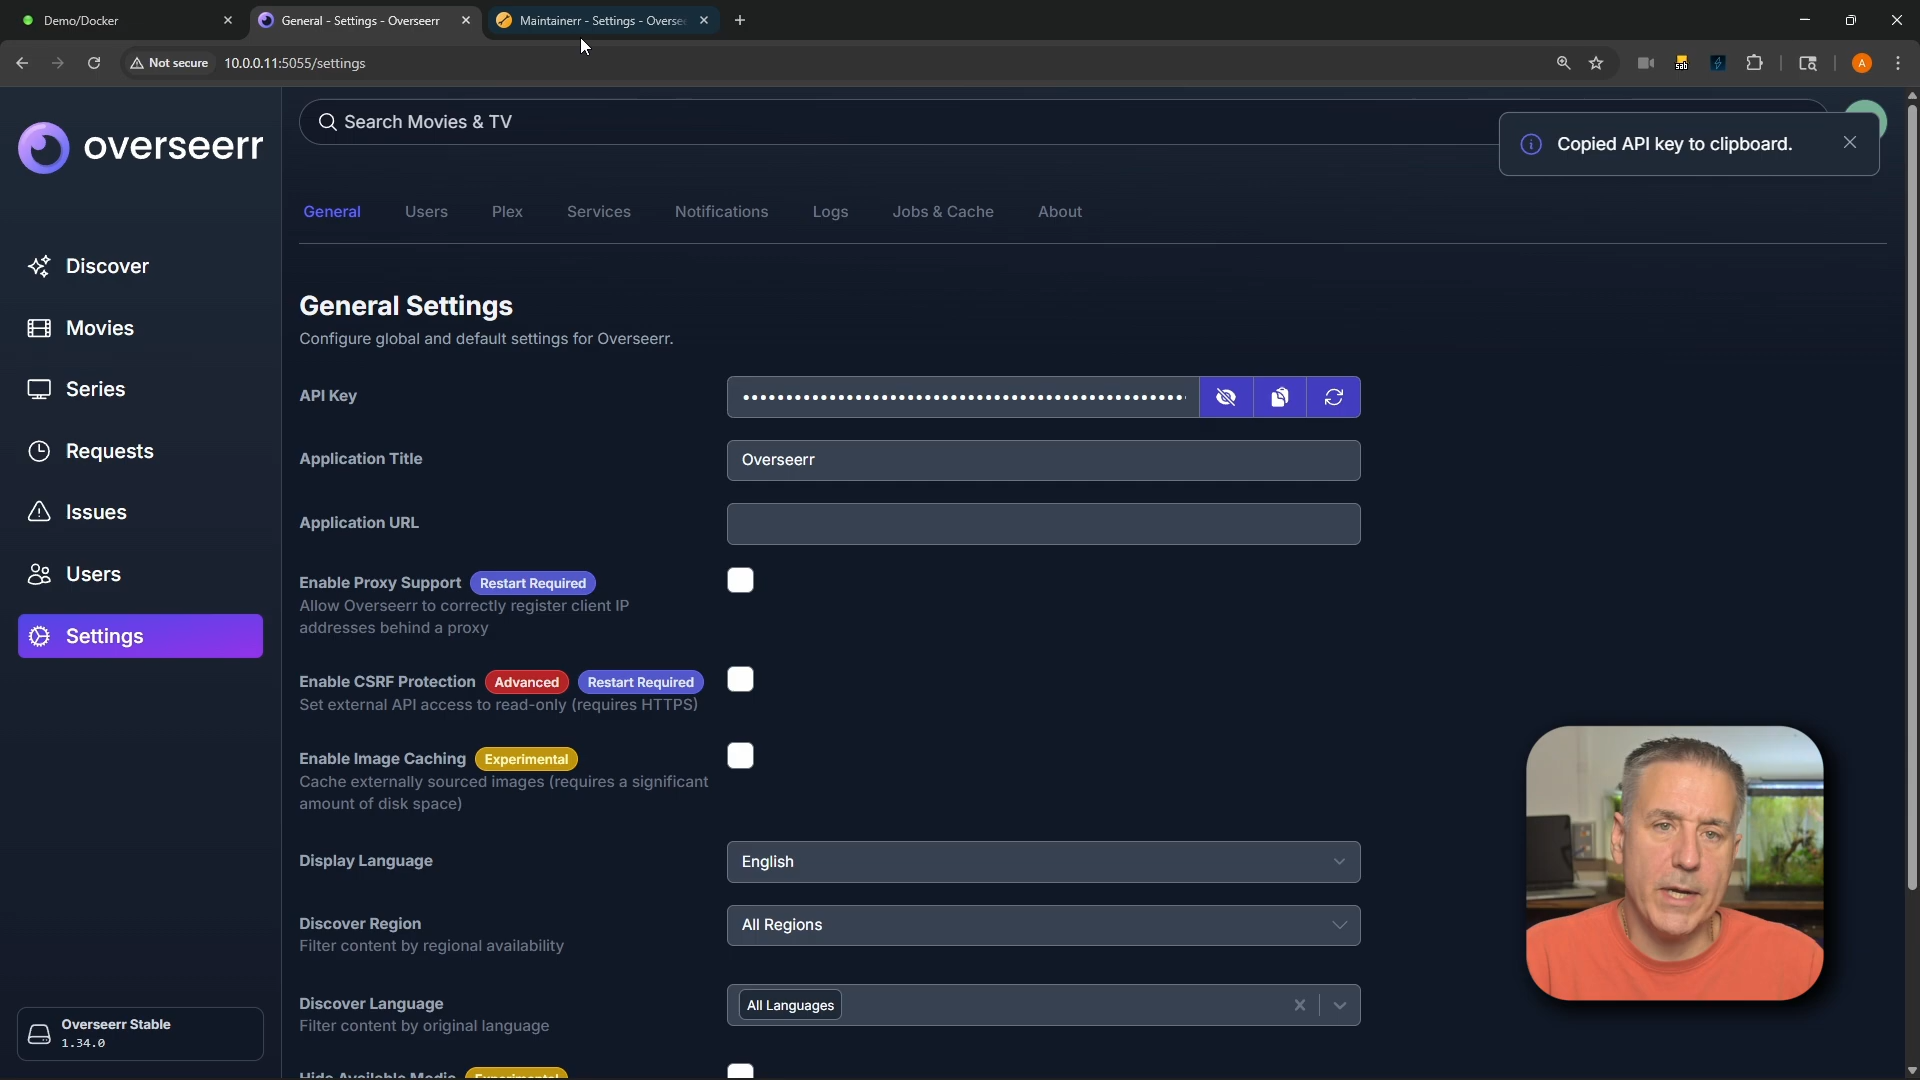 Demo/Docker
General - Settings - Overseerr
Maintainerr - Settings - Overse
Not secure
10.0.0.11:5055/settings
sab
A
overseerr
Search Movies & TV
Copied API key to clipboard.
General
Users
Plex
Services
Notifications
Logs
Jobs & Cache
About
Discover
Movies
Series
Requests
Issues
Users
Settings
General Settings
Configure global and default settings for Overseerr.
API Key
Application Title
Overseerr
Application URL
Enable Proxy Support Restart Required
Allow Overseerr to correctly register client IP
addresses behind a proxy
Enable CSRF Protection Advanced Restart Required
Set external API access to read-only (requires HTTPS)
Enable Image Caching Experimental
Cache externally sourced images (requires a significant
amount of disk space)
Display Language
English
Discover Region
Filter content by regional availability
All Regions
Discover Language
Filter content by original language
All Languages
Hide Available Media Experimental
Overseerr Stable
1.34.0